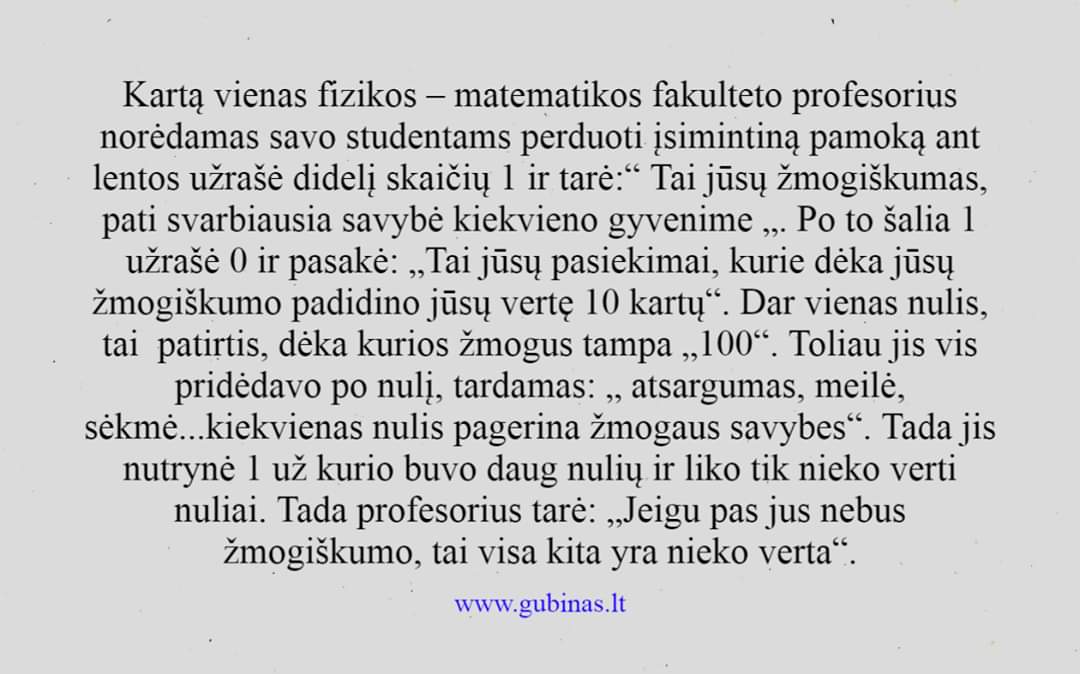 Kartą vienas fizikos – matematikos fakulteto profesorius
norėdamas savo studentams perduoti įsimintiną pamoką ant
lentos užrašė didelį skaičių 1 ir tarė:“ Tai jūsų žmogiškumas,
pati svarbiausia savybė kiekvieno gyvenime „. Po to šalia 1
užrašė 0 ir pasakė: „Tai jūsų pasiekimai, kurie dėka jūsų
žmogiškumo padidino jūsų vertę 10 kartų“. Dar vienas nulis,
tai  patirtis, dėka kurios žmogus tampa „100“. Toliau jis vis
pridėdavo po nulį, tardamas: „ atsargumas, meilė,
sėkmė...kiekvienas nulis pagerina žmogaus savybes“. Tada jis
nutrynė 1 už kurio buvo daug nulių ir liko tik nieko verti
nuliai. Tada profesorius tarė: „Jeigu pas jus nebus
žmogiškumo, tai visa kita yra nieko verta“.
www.gubinas.lt